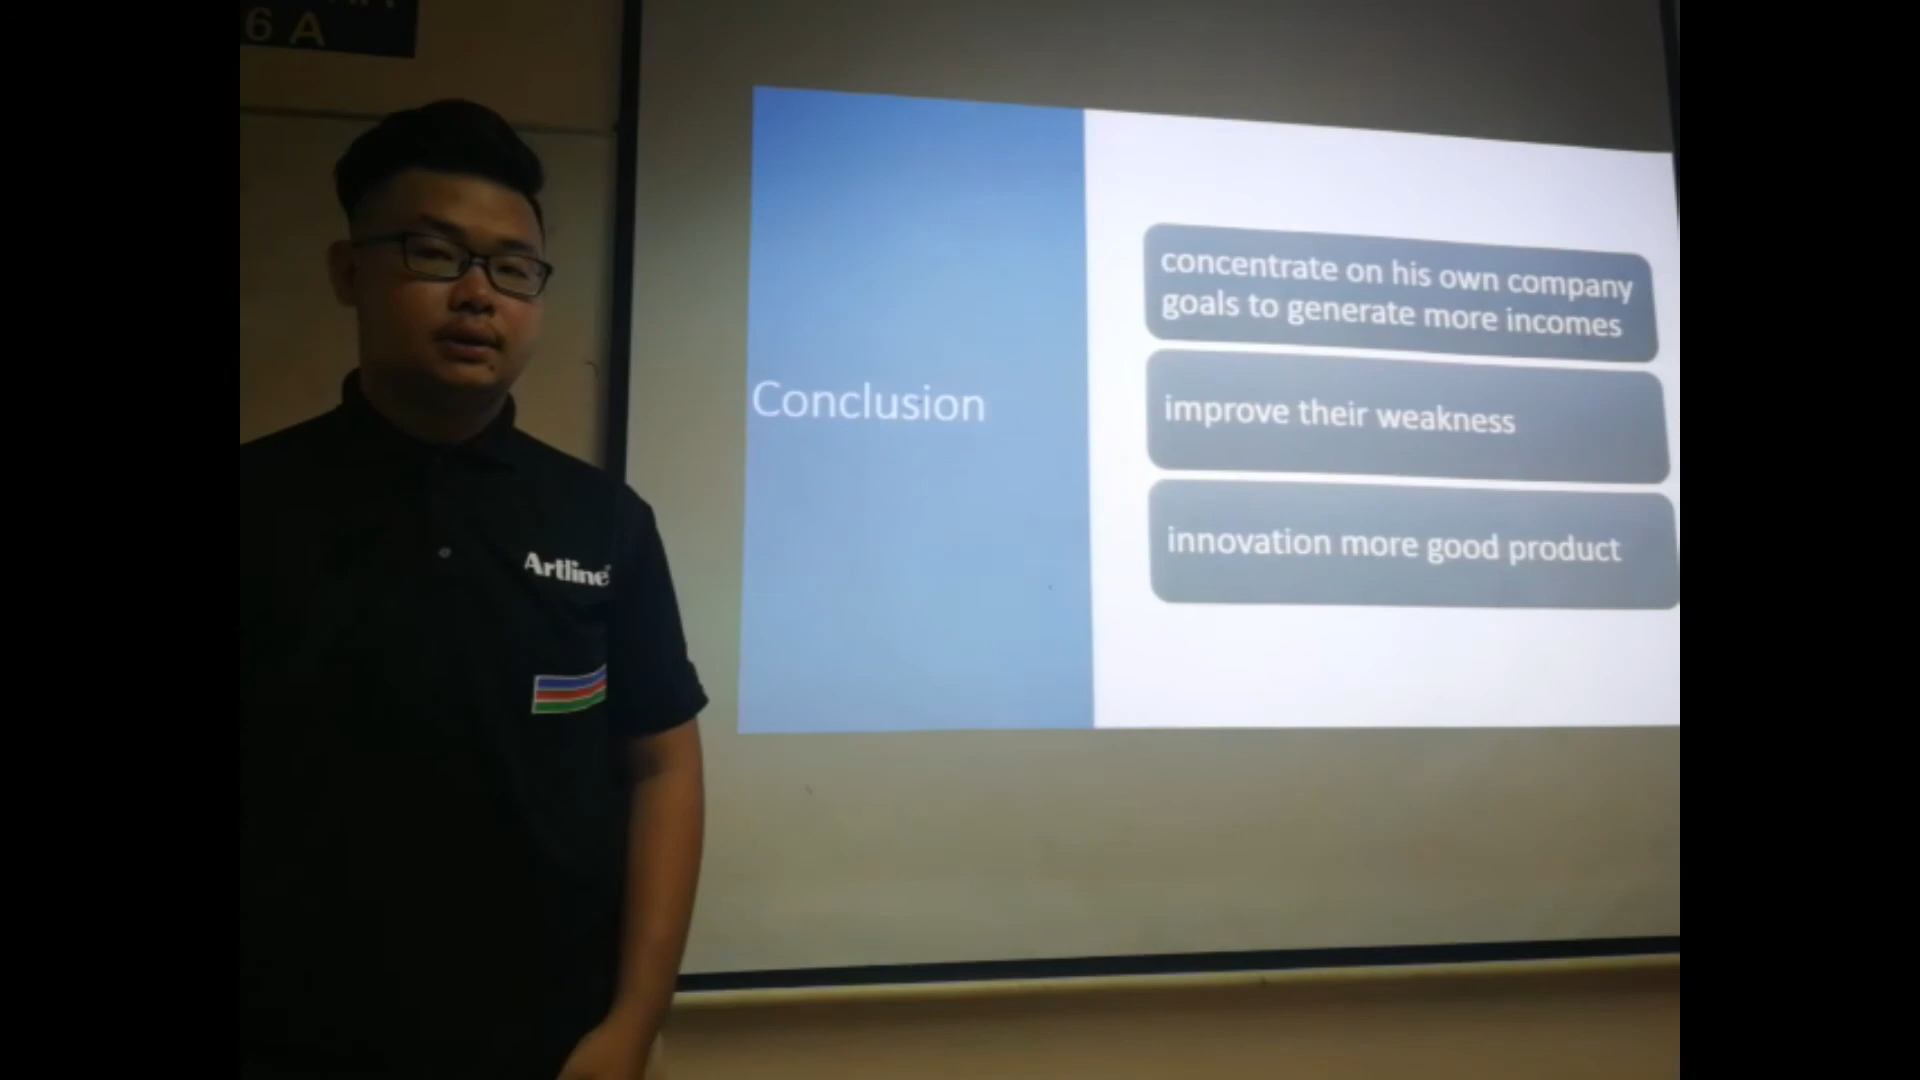 6 A
Conclusion
concentrate on his own company
goals to generate more incomes
improve their weakness
innovation more good product
Artline